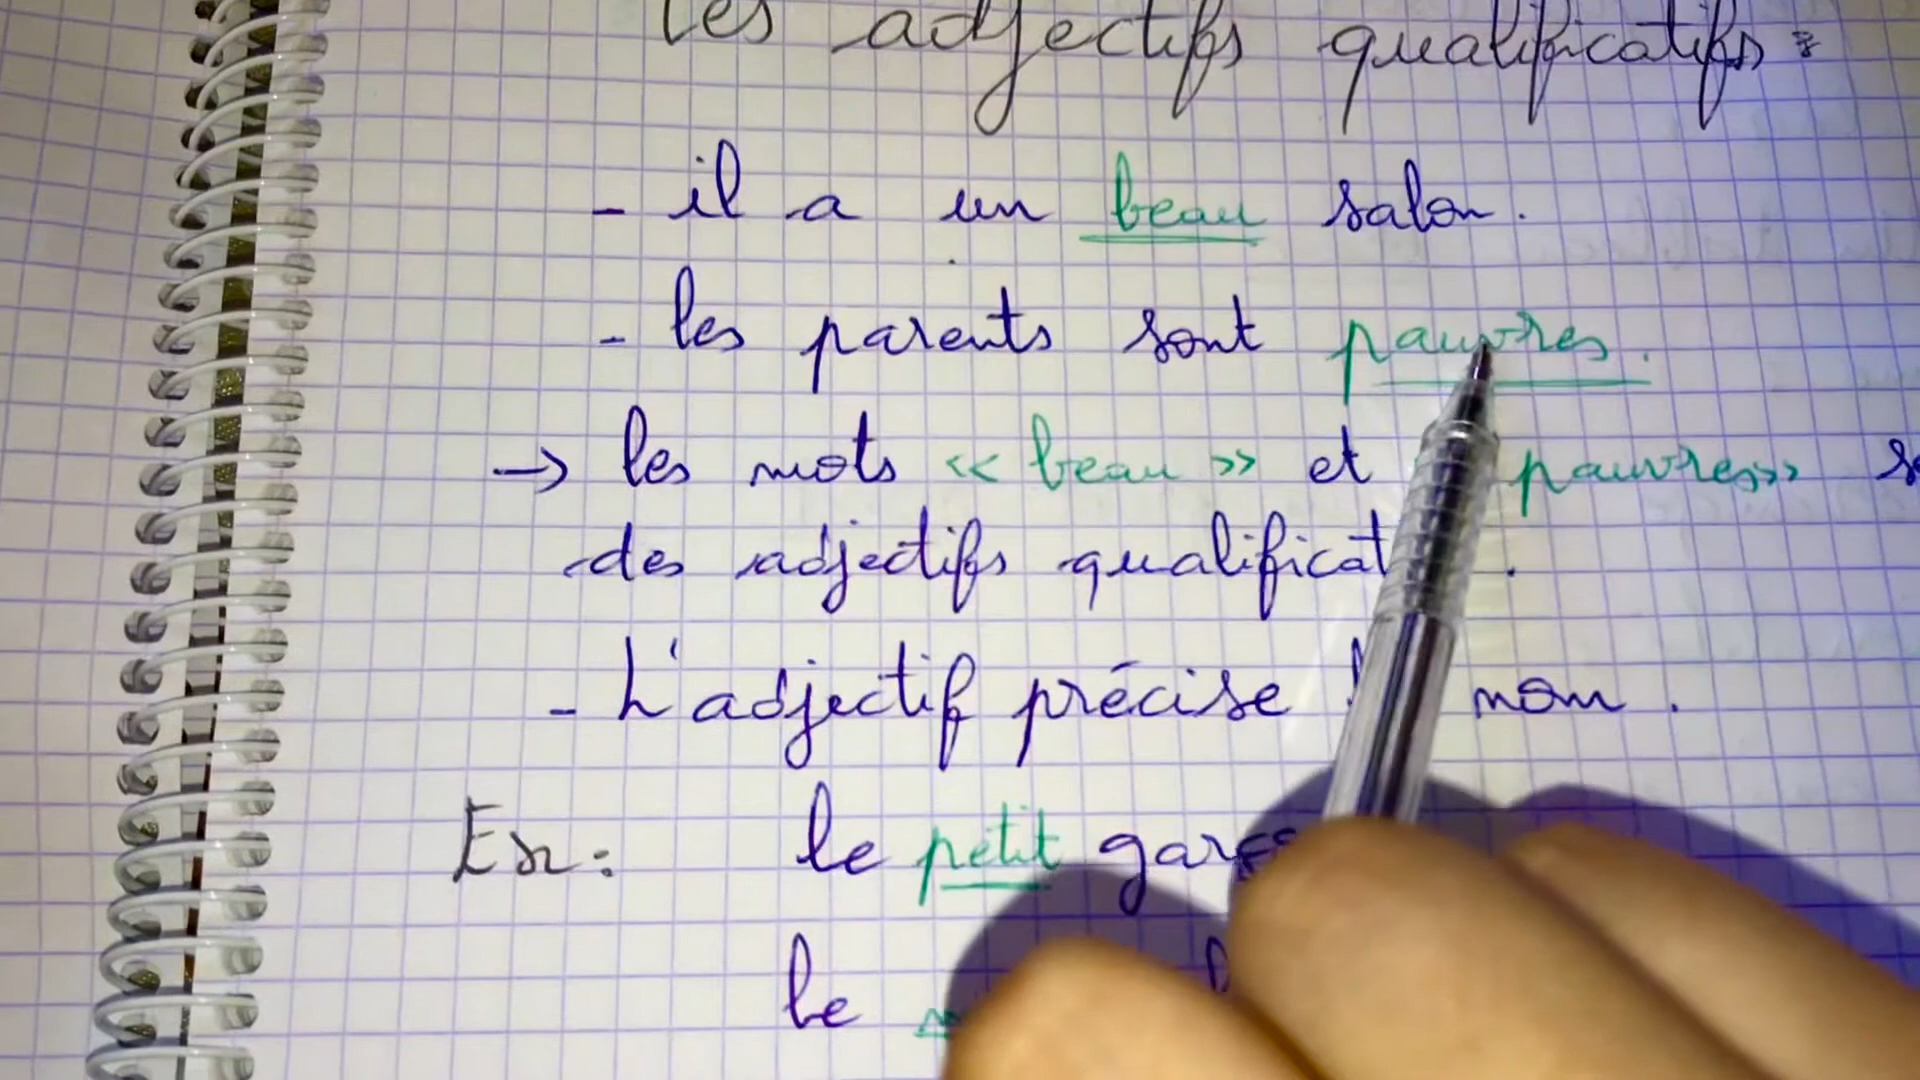 les adjectifs qualificatifs :
- il a un beau salon.
- les parents sont pauvres.
→ les mots << beau >> et pauvres >>
des adjectifs qualificat .
- L'adjectif précise nom.
Ex: le petit
le